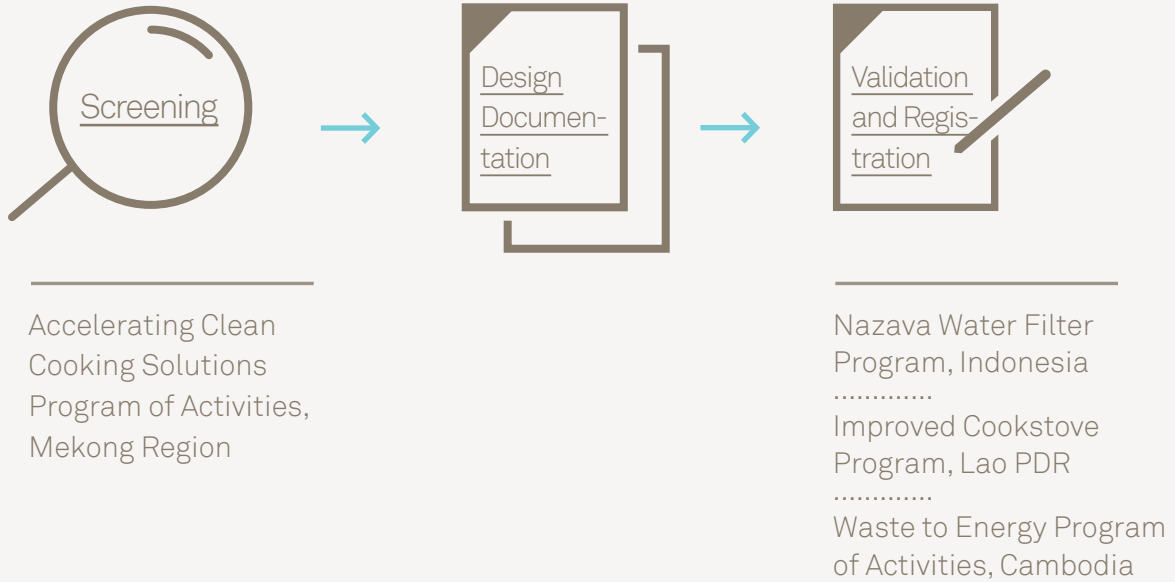 Screening
Design
Documen-
tation
Validation
and Regis-
tration
Accelerating Clean
Cooking Solutions
Program of Activities,
Mekong Region
Nazava Water Filter
Program, Indonesia
.............
Improved Cookstove
Program, Lao PDR
.............
Waste to Energy Program
of Activities, Cambodia